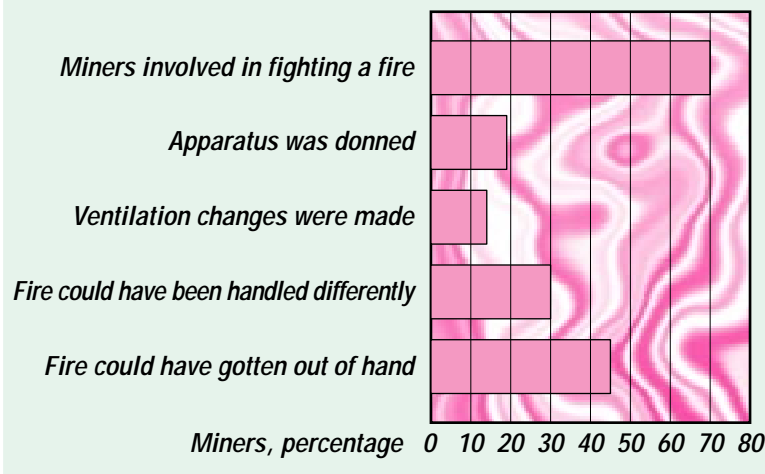 Miners involved in fighting a fire
Apparatus was donned
Ventilation changes were made
Fire could have been handled differently
Fire could have gotten out of hand
Miners, percentage 0 10 20 30 40 50 60 70 80